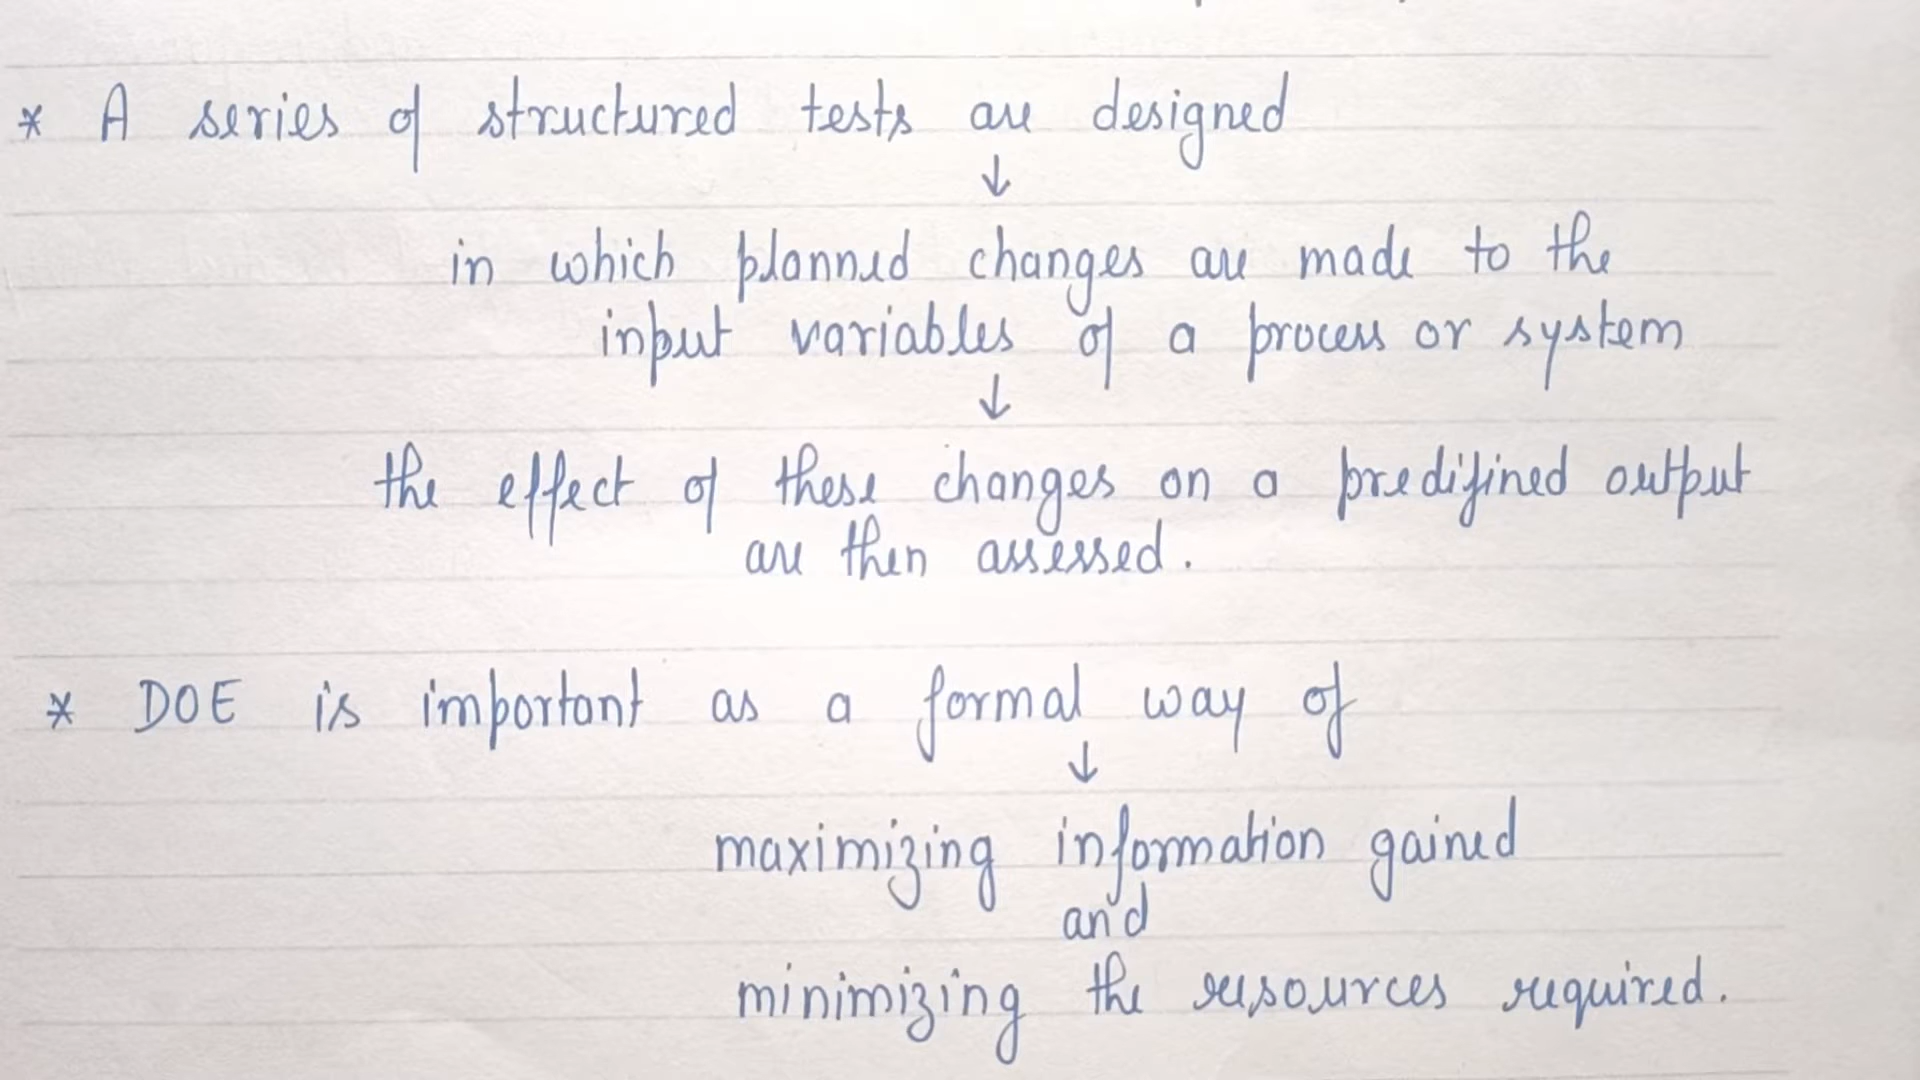 * A series of structured tests are designed
↓
in which planned changes are made to the
input variables of a process or system
↓
the effect of these changes on a predifined output
are then assessed.
* DOE is important as a formal way of
↓
maximizing information gained
and
minimizing the resources required.